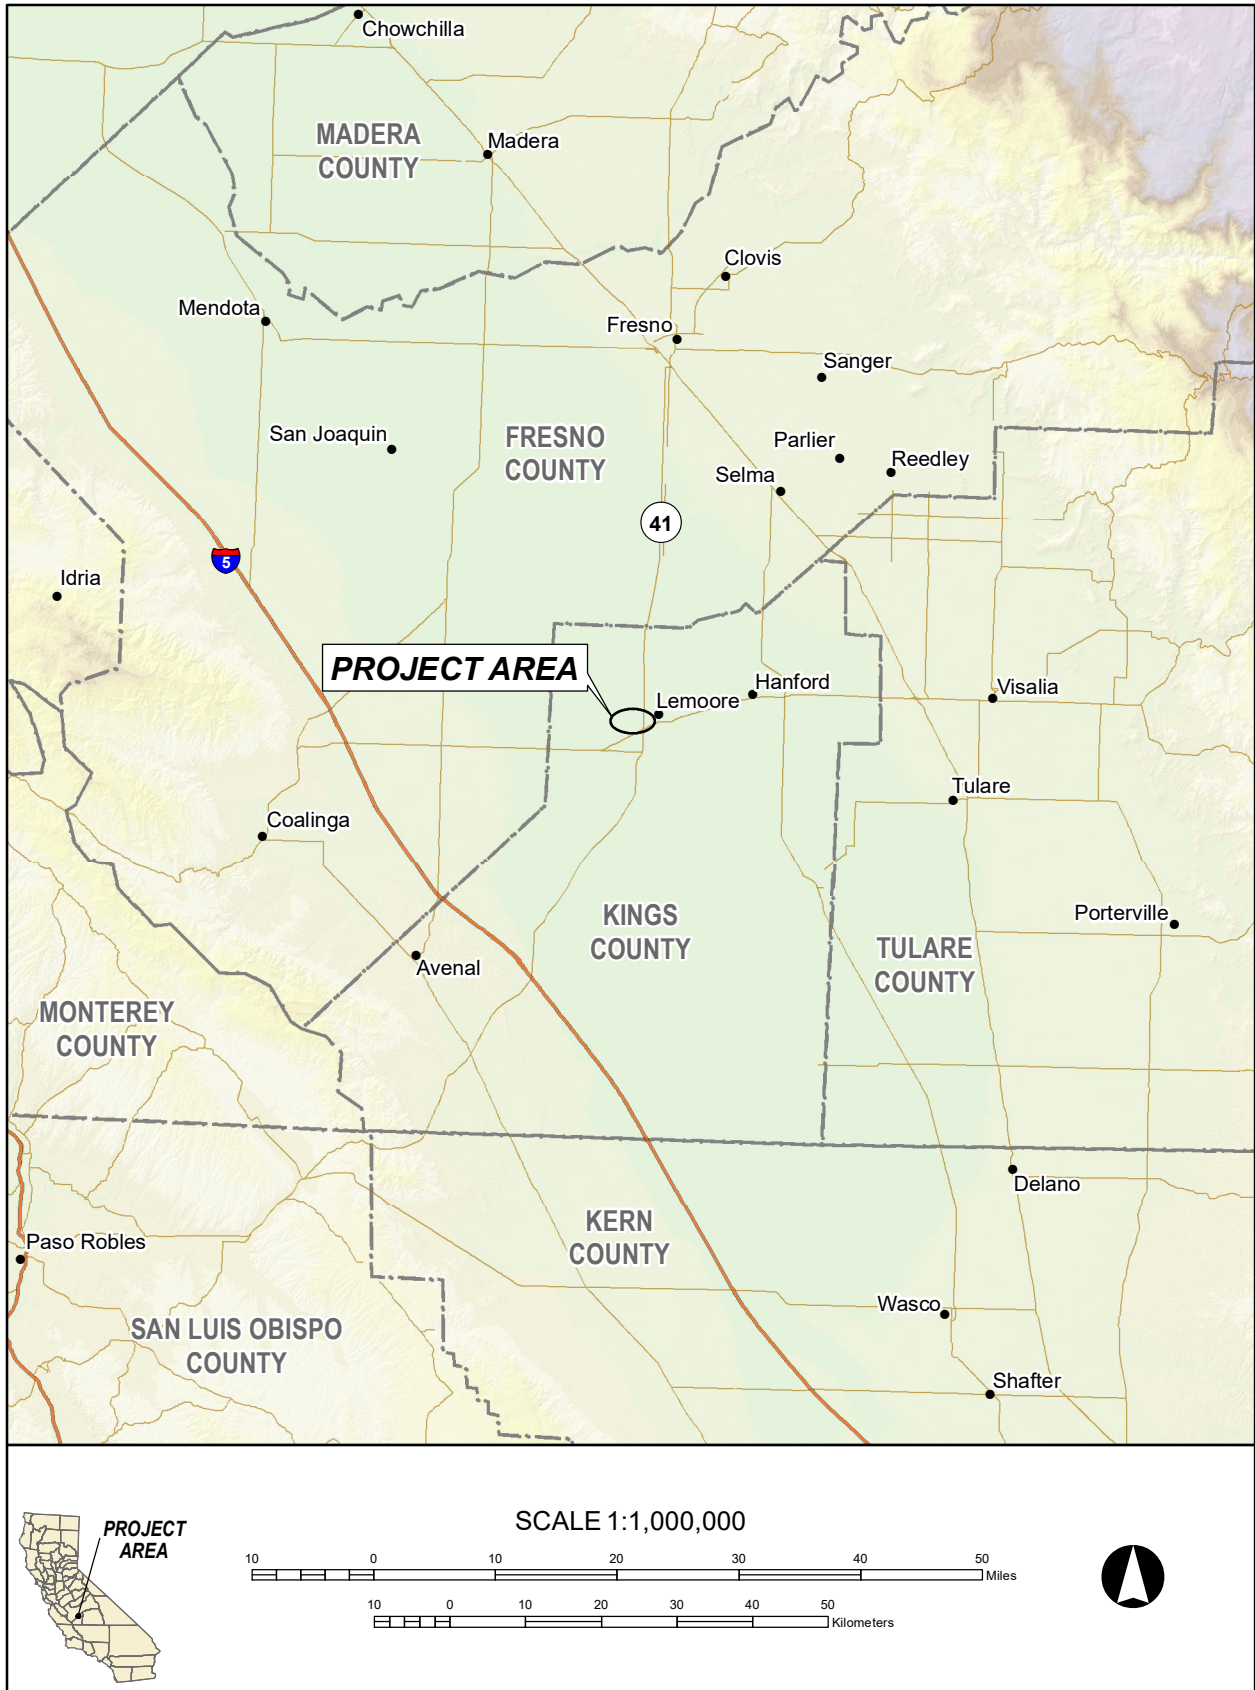 Chowchilla
MADERA
COUNTY
Madera
Clovis
Mendota
Fresno
Sanger
San Joaquin
FRESNO
COUNTY
Parlier
Reedley
Selma
41
5
Idria
PROJECT AREA
Hanford
Lemoore
Visalia
Tulare
Coalinga
KINGS
COUNTY
Porterville
TULARE
COUNTY
Avenal
MONTEREY
COUNTY
Delano
KERN
COUNTY
Paso Robles
Wasco
SAN LUIS OBISPO
COUNTY
Shafter
PROJECT
AREA
SCALE 1:1,000,000
10 0 10 20 30 40 50
Miles
10 0 10 20 30 40 50
Kilometers